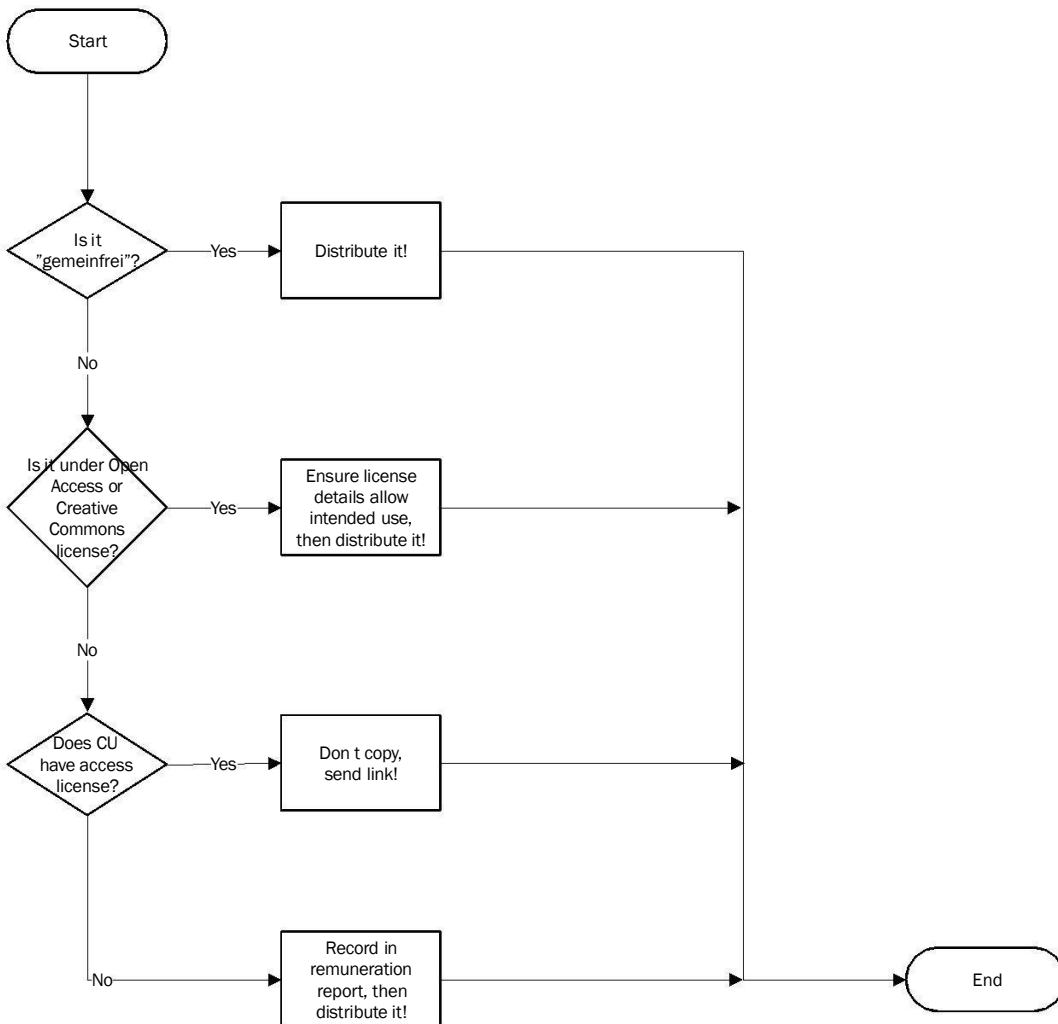 Start
Is it
"gemeinfrei"?
Yes
Distribute it!
No
Is it under Open
Access or
Creative
Commons
license?
Yes
Ensure license
details allow
intended use,
then distribute it!
No
Does CU
have access
license?
Yes
Don t copy,
send link!
No
Record in
remuneration
report, then
distribute it!
End